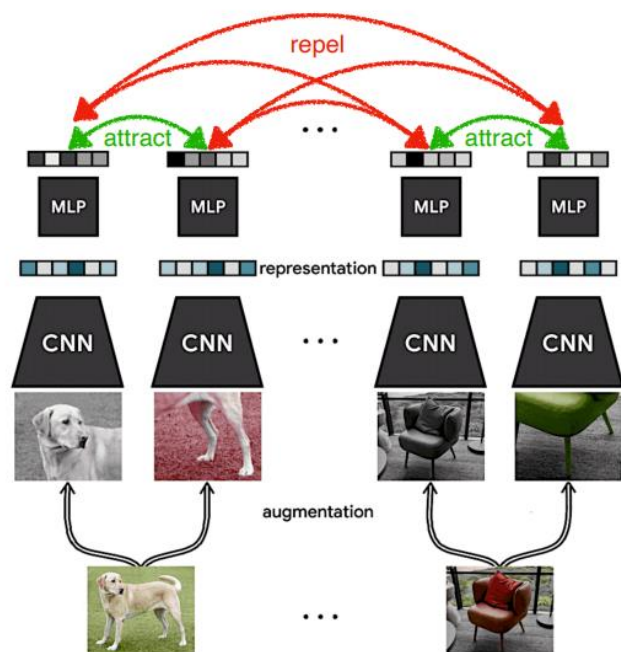 repel
attract
...
attract
MLP
MLP
MLP
MLP
representation
CNN
CNN
...
CNN
CNN
augmentation
...